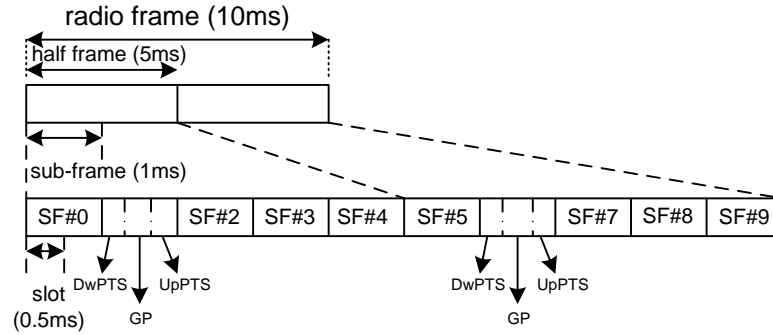 radio frame (10ms)
half frame (5ms)
sub-frame (1ms)
SF#0 SF#2 SF#3 SF#4 SF#5 SF#7 SF#8 SF#9
slot
(0.5ms)
DwPTS
GP
UpPTS
DwPTS
GP
UpPTS